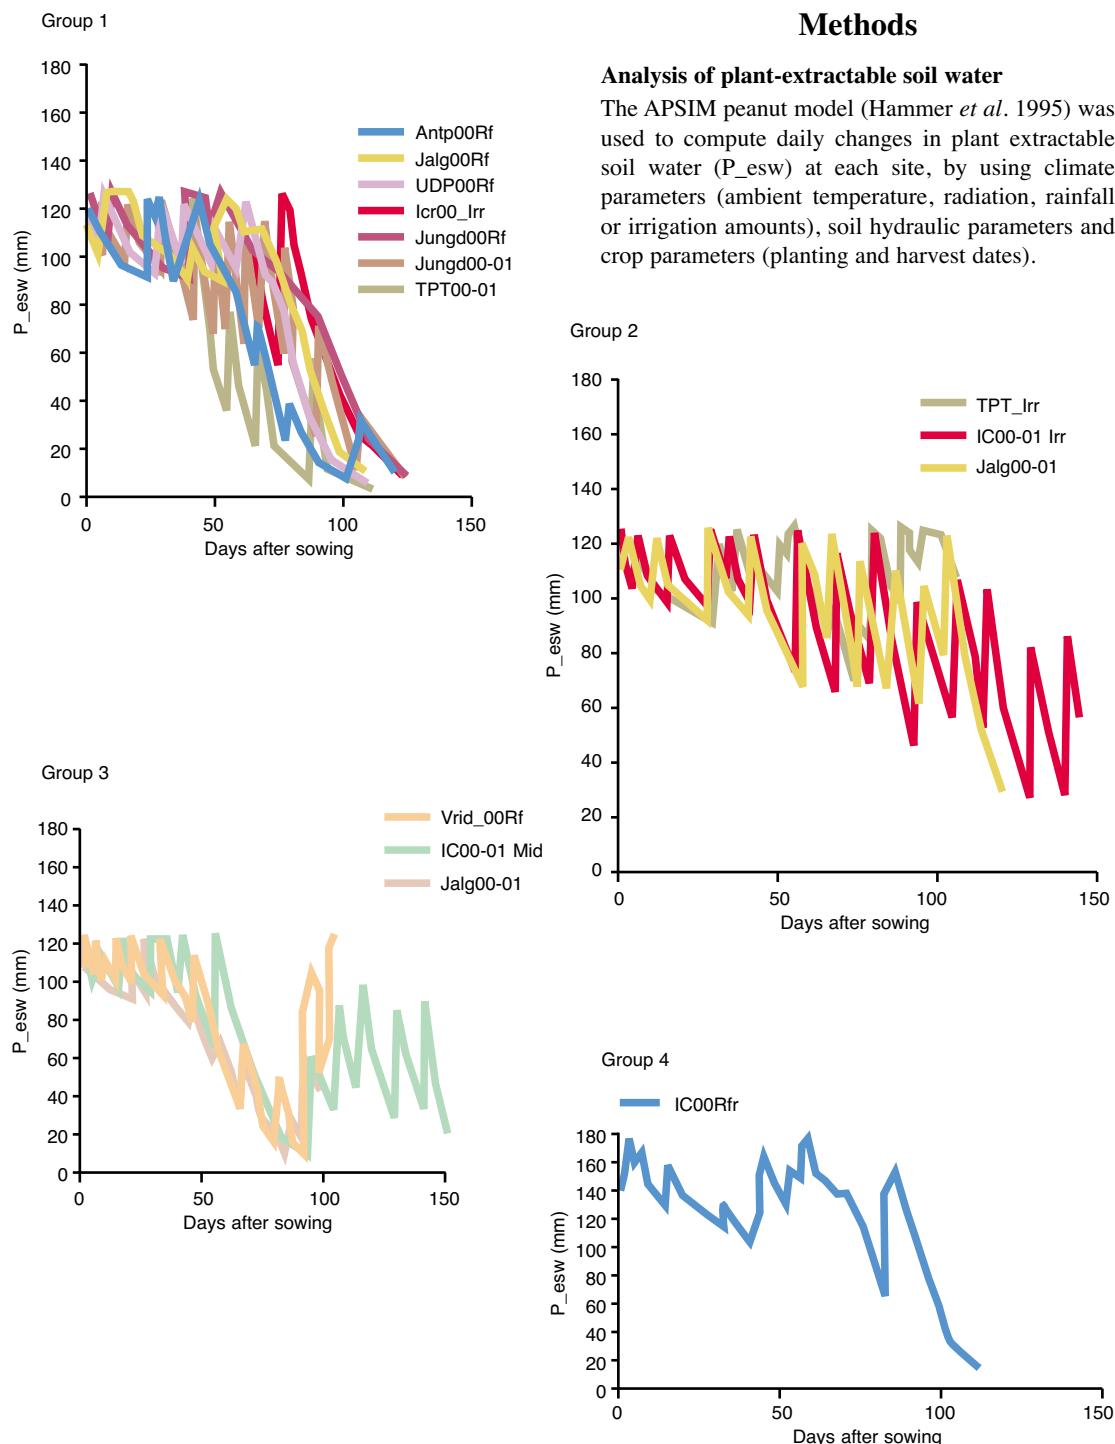 Group 1
180
160
140
120
100
80
60
40
20
0
P_esw (mm)
0
50
100
150
Days after sowing
Antp00Rf
Jalg00Rf
UDP00Rf
Icr00_Irr
Jungd00Rf
Jungd00-01
TPT00-01
Methods
Analysis of plant-extractable soil water
The APSIM peanut model (Hammer et al. 1995) was
used to compute daily changes in plant extractable
soil water (P_esw) at each site, by using climate
parameters (ambient temperature, radiation, rainfall
or irrigation amounts), soil hydraulic parameters and
crop parameters (planting and harvest dates).
Group 2
180
160
140
120
100
80
60
40
20
0
P_esw (mm)
0
50
100
150
Days after sowing
TPT_Irr
IC00-01 Irr
Jalg00-01
Group 3
180
160
140
120
100
80
60
40
20
0
P_esw (mm)
0
50
100
150
Days after sowing
Vrid_00Rf
IC00-01 Mid
Jalg00-01
Group 4
IC00Rfr
180
160
140
120
100
80
60
40
20
0
P_esw (mm)
0
50
100
150
Days after sowing